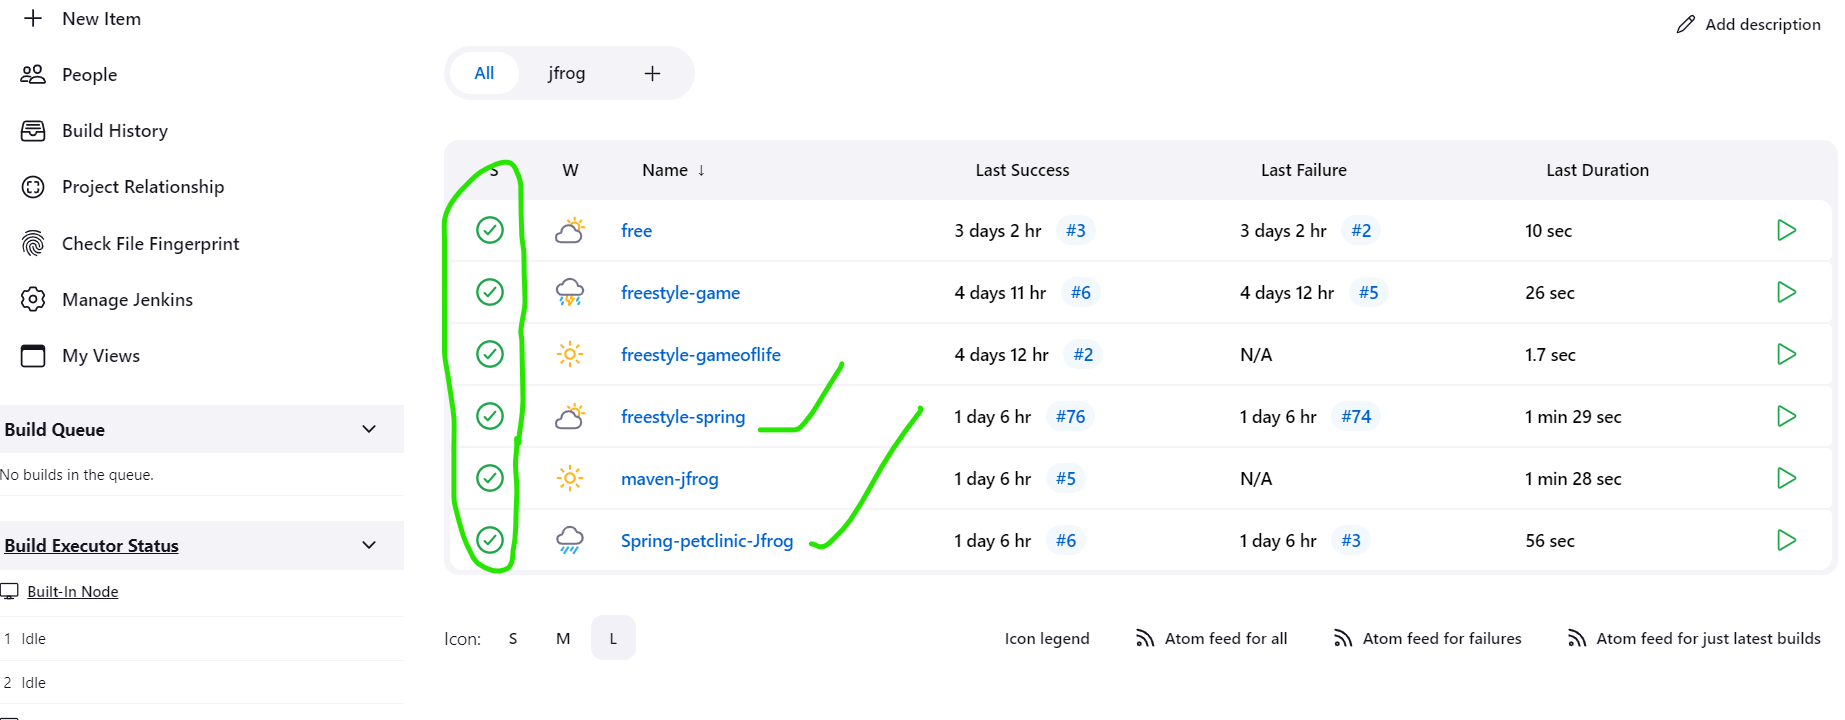 New Item
Add description
People
All jfrog
Build History
Project Relationship
Check File Fingerprint
Manage Jenkins
My Views
Build Queue
No builds in the queue.
Build Executor Status
Built-In Node
1 Idle
2 Idle
S W Name ↓ Last Success Last Failure Last Duration
free 3 days 2 hr #3 3 days 2 hr #2 10 sec
freestyle-game 4 days 11 hr #6 4 days 12 hr #5 26 sec
freestyle-gameoflife 4 days 12 hr #2 N/A 1.7 sec
freestyle-spring 1 day 6 hr #76 1 day 6 hr #74 1 min 29 sec
maven-jfrog 1 day 6 hr #5 N/A 1 min 28 sec
Spring-petclinic-Jfrog 1 day 6 hr #6 1 day 6 hr #3 56 sec
Icon: S M L Icon legend Atom feed for all Atom feed for failures Atom feed for just latest builds